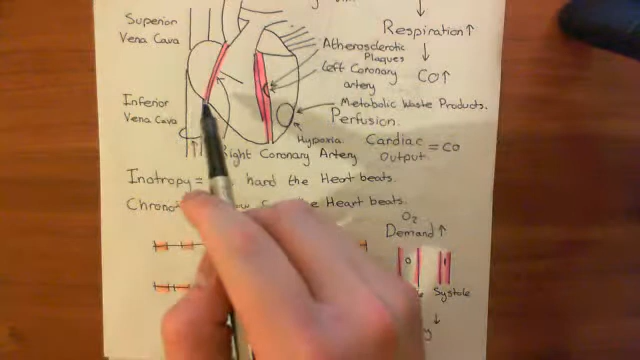 Superior
Vena Cava
Respiration↑
Atherosclerotic
Plaques
Left Coronary
artery
CO↑
Metabolic Waste Products.
Inferior
Vena Cava
Perfusion.
Hypoxia
Cardiac
Output = CO
Right Coronary Artery
Inotropy = hard the Heart beats.
the Heart beats.
O2
Demand↑
Systole